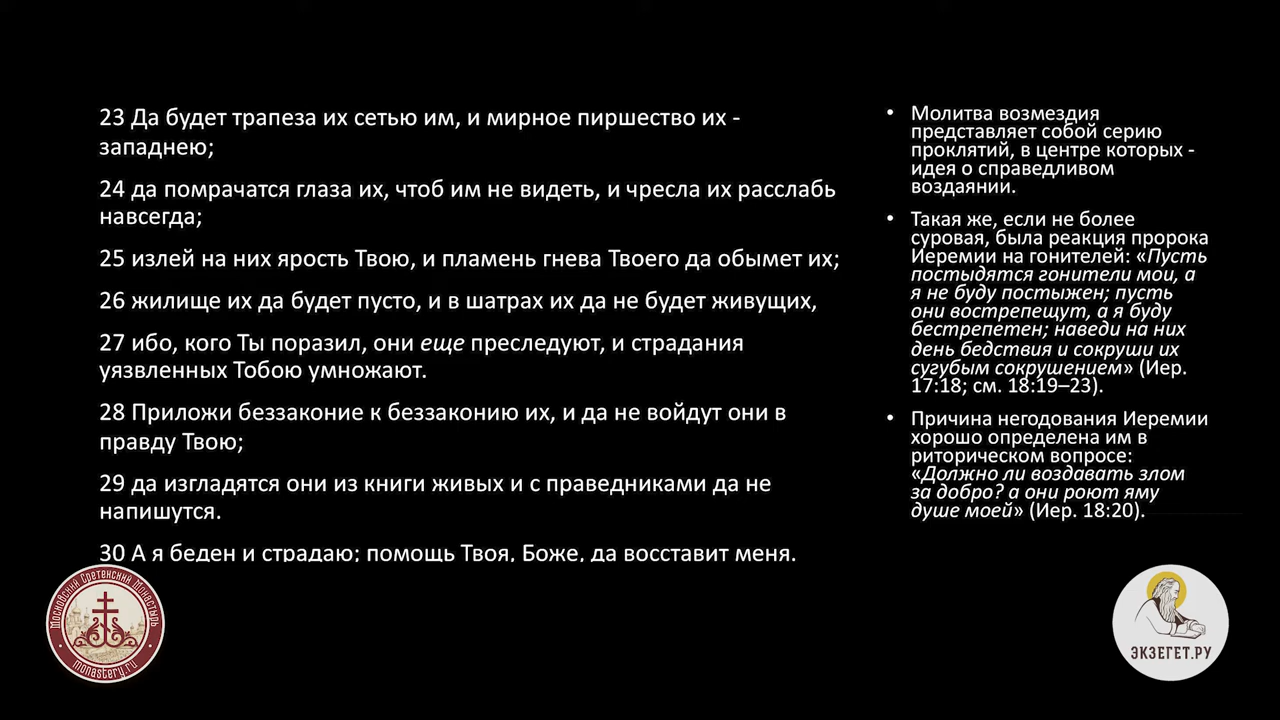 23 Да будет трапеза их сетью им, и мирное пиршество их -
западнею;
24 да помрачатся глаза их, чтоб им не видеть, и чресла их расслабь
навсегда;
25 излей на них ярость Твою, и пламень гнева Твоего да обымет их;
26 жилище их да будет пусто, и в шатрах их да не будет живущих,
27 ибо, кого Ты поразил, они еще преследуют, и страдания
уязвленных Тобою умножают.
28 Приложи беззаконие к беззаконию их, и да не войдут они в
правду Твою;
29 да изгладятся они из книги живых и с праведниками да не
напишутся.
30 А я беден и страдаю; помощь Твоя, Боже, да восставит меня.
• Молитва возмездия
представляет собой серию
проклятий, в центре которых -
идея о справедливом
воздаянии.
• Такая же, если не более
суровая, была реакция пророка
Иеремии на гонителей: «Пусть
постыдятся гонители мои, а
я не буду постыжен; пусть
они вострепещут, а я буду
бестрепетен; наведи на них
день бедствия и сокруши их
сугубым сокрушением» (Иер.
17:18; см. 18:19–23).
• Причина негодования Иеремии
хорошо определена им в
риторическом вопросе:
«Должно ли воздавать злом
за добро? а они роют яму
душе моей» (Иер. 18:20).
Московский Сретенский Монастырь
monastery.ru
ЭКЗЕГЕТ.РУ